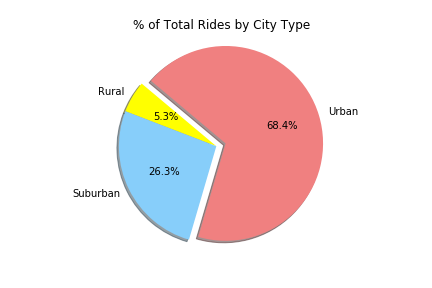 % of Total Rides by City Type
Rural
5.3%
Urban
68.4%
26.3%
Suburban